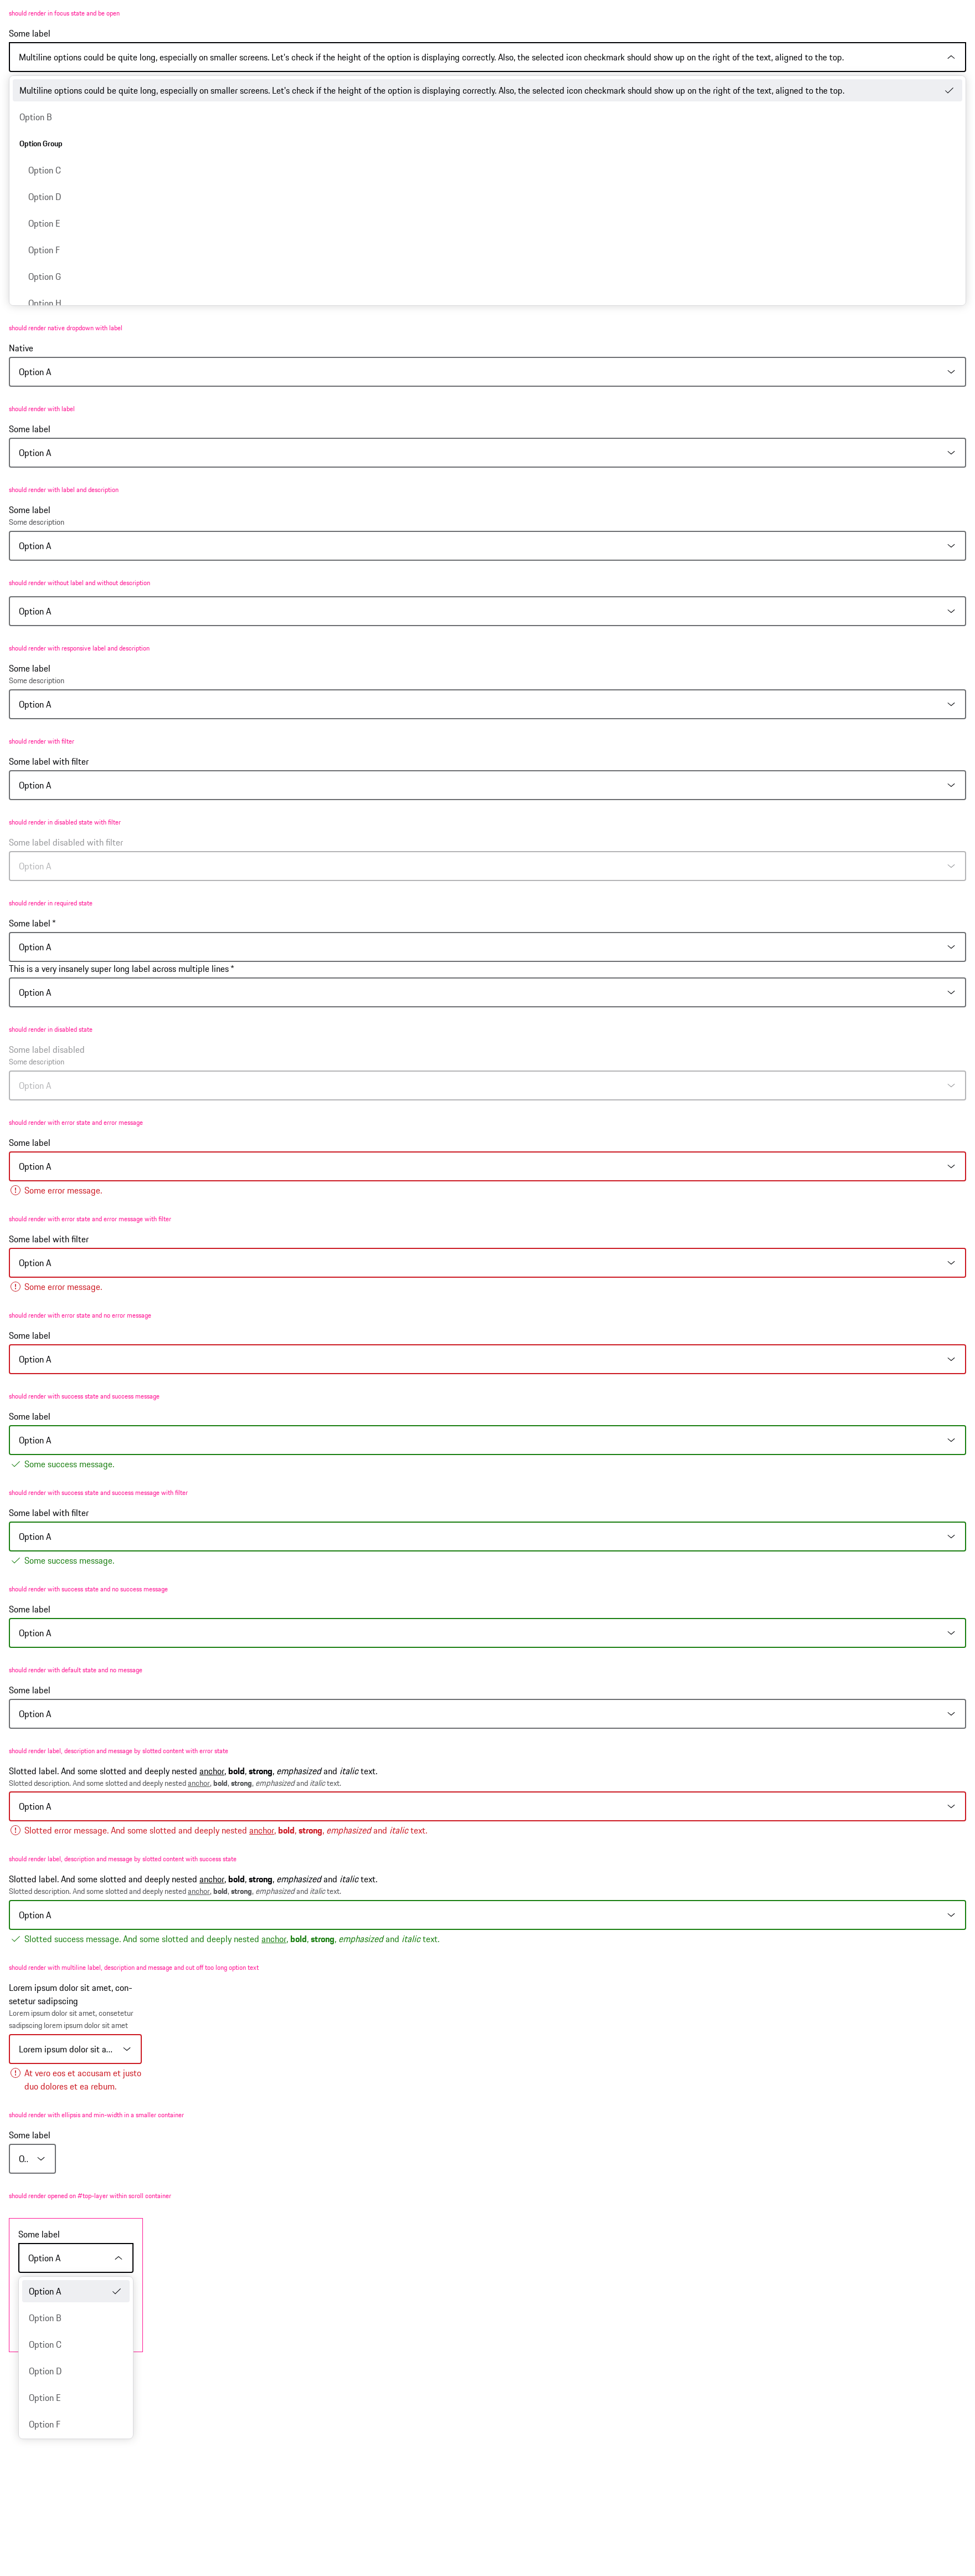 should render in focus state and be open
Some label
Multiline options could be quite long, especially on smaller screens. Let's check if the height of the option is displaying correctly. Also, the selected icon checkmark should show up on the right of the text, aligned to the top.
Multiline options could be quite long, especially on smaller screens. Let's check if the height of the option is displaying correctly. Also, the selected icon checkmark should show up on the right of the text, aligned to the top.
Option B
Option Group
Option C
Option D
Option E
Option F
Option G
Option H
should render native dropdown with label
Native
Option A
should render with label
Some label
Option A
should render with label and description
Some label
Some description
Option A
should render without label and without description
Option A
should render with responsive label and description
Some label
Some description
Option A
should render with filter
Some label with filter
Option A
should render in disabled state with filter
Some label disabled with filter
Option A
should render in required state
Some label *
Option A
This is a very insanely super long label across multiple lines *
Option A
should render in disabled state
Some label disabled
Some description
Option A
should render with error state and error message
Some label
Option A
Some error message.
should render with error state and error message with filter
Some label with filter
Option A
Some error message.
should render with error state and no error message
Some label
Option A
should render with success state and success message
Some label
Option A
Some success message.
should render with success state and success message with filter
Some label with filter
Option A
Some success message.
should render with success state and no success message
Some label
Option A
should render with default state and no message
Some label
Option A
should render label, description and message by slotted content with error state
Slotted label. And some slotted and deeply nested anchor, bold, strong, emphasized and italic text.
Slotted description. And some slotted and deeply nested anchor, bold, strong, emphasized and italic text.
Option A
Slotted error message. And some slotted and deeply nested anchor, bold, strong, emphasized and italic text.
should render label, description and message by slotted content with success state
Slotted label. And some slotted and deeply nested anchor, bold, strong, emphasized and italic text.
Slotted description. And some slotted and deeply nested anchor, bold, strong, emphasized and italic text.
Option A
Slotted success message. And some slotted and deeply nested anchor, bold, strong, emphasized and italic text.
should render with multiline label, description and message and cut off too long option text
Lorem ipsum dolor sit amet, con-
setetur sadipscing
Lorem ipsum dolor sit amet, consetetur
sadipscing lorem ipsum dolor sit amet
Lorem ipsum dolor sit a...
At vero eos et accusam et justo
duo dolores et ea rebum.
should render with ellipsis and min-width in a smaller container
Some label
O..
should render opened on #top-layer within scroll container
Some label
Option A
Option A
Option B
Option C
Option D
Option E
Option F